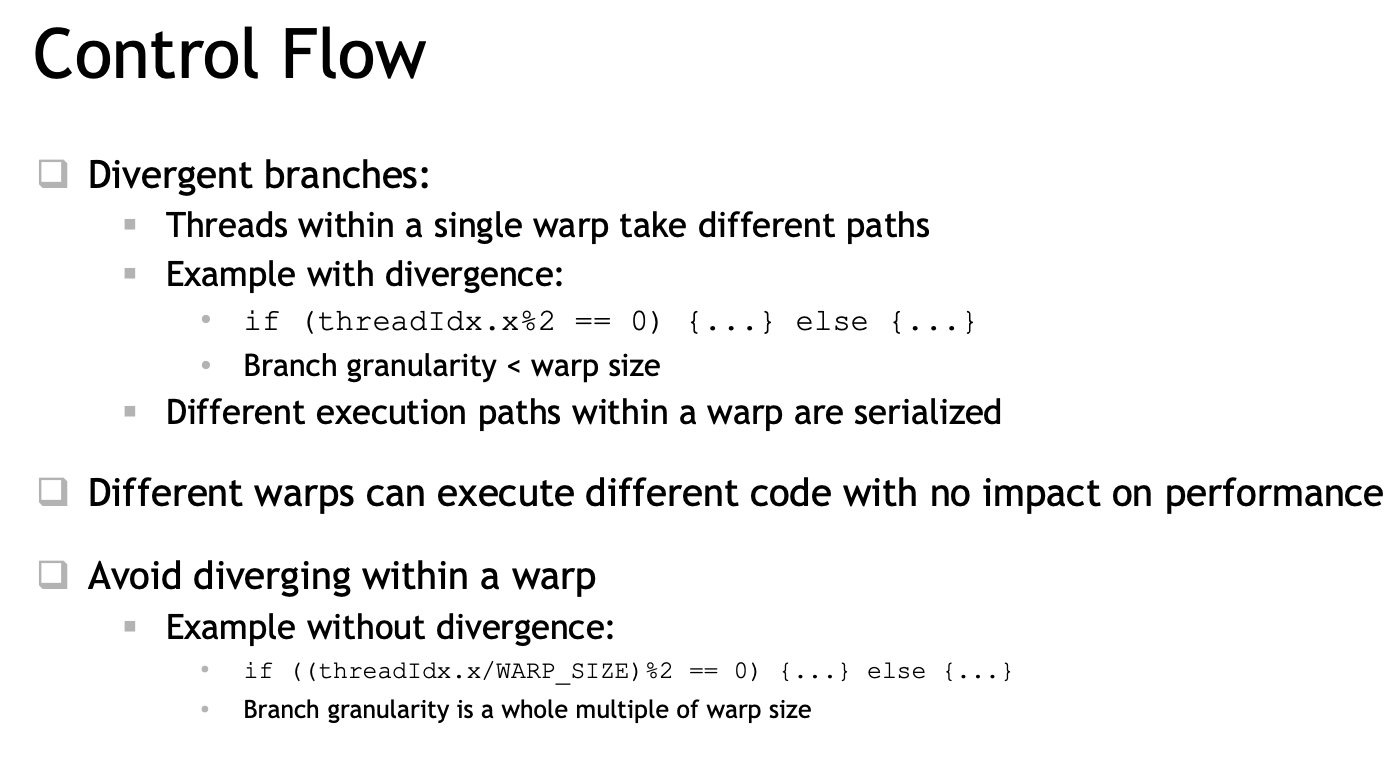 Control Flow
Divergent branches:
Threads within a single warp take different paths
Example with divergence:
if (threadIdx.x%2 == 0) {...} else {...}
Branch granularity < warp size
Different execution paths within a warp are serialized
Different warps can execute different code with no impact on performance
Avoid diverging within a warp
Example without divergence:
if ((threadIdx.x/WARP_SIZE)%2 == 0) {...} else {...}
Branch granularity is a whole multiple of warp size